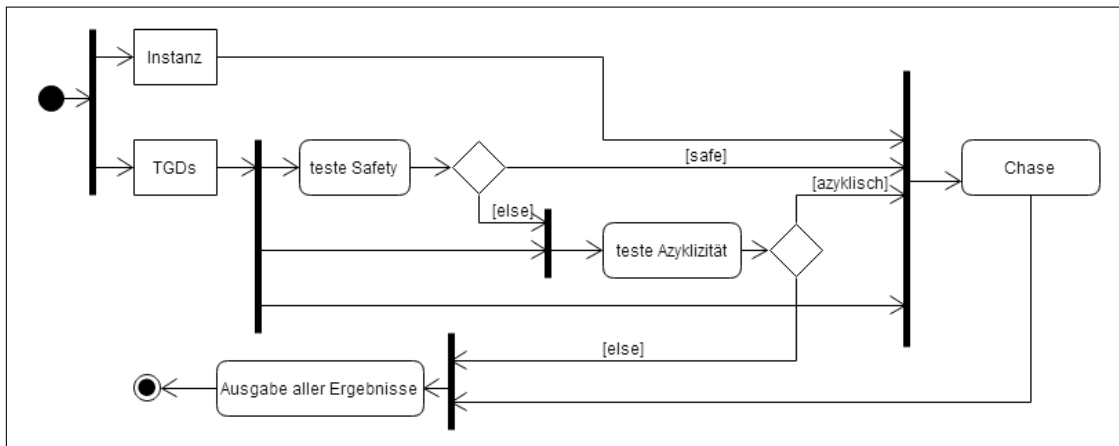 Instanz
TGDs
teste Safety
[safe]
Chase
[azyklisch]
[else]
teste Azyklizität
[else]
Ausgabe aller Ergebnisse